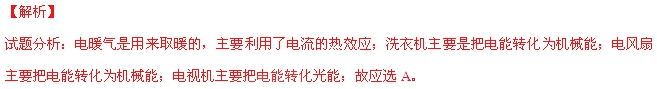 【解析】
试题分析：电暖气是用来取暖的，主要利用了电流的热效应；洗衣机主要是把电能转化为机械能；电风扇
主要把电能转化为机械能；电视机主要把电能转化光能；故应选 A。